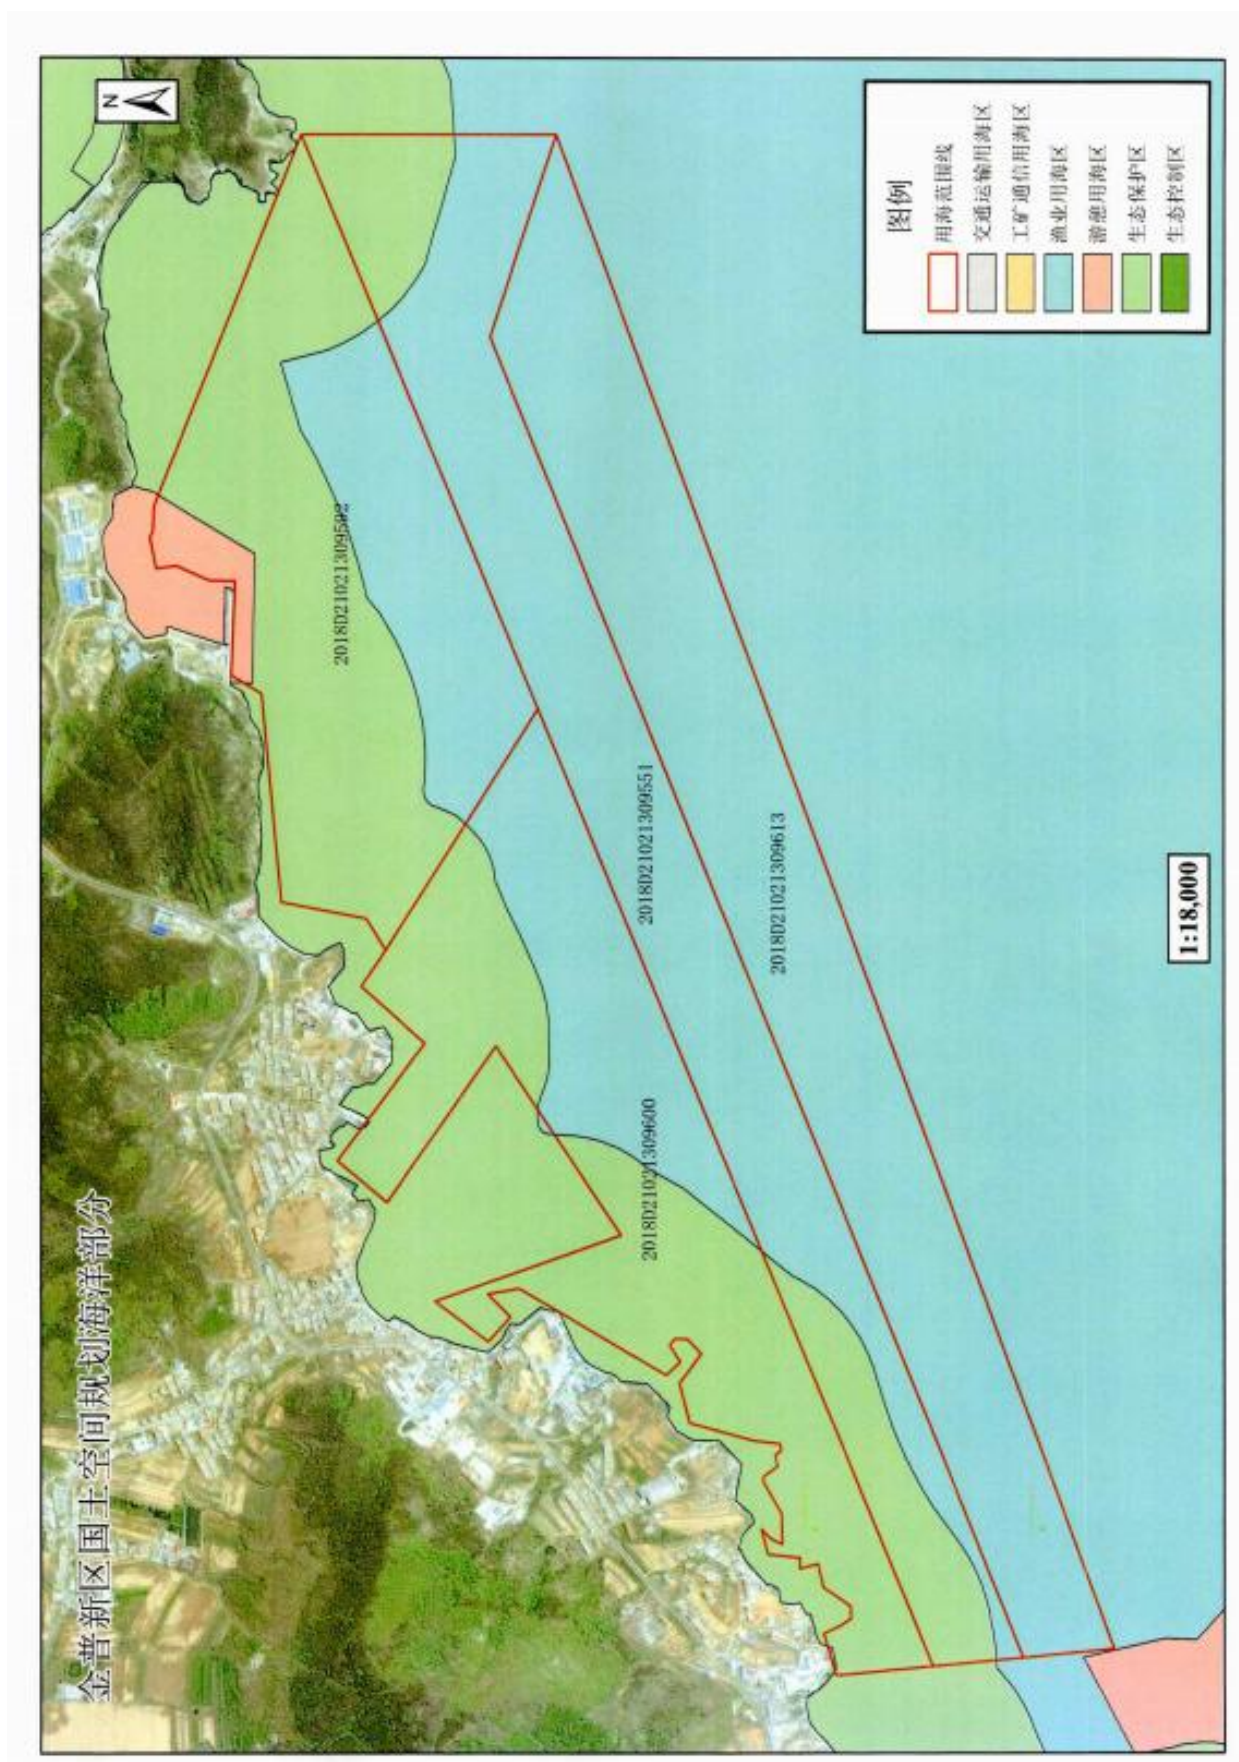 金普新区国土空间规划海洋部分
N
2018D21021309592
2018D21021309551
2018D21021309613
2018D21021309600
图例
用海范围线
交通运输用海区
工矿通信用海区
渔业用海区
游憩用海区
生态保护区
生态控制区
1:18,000